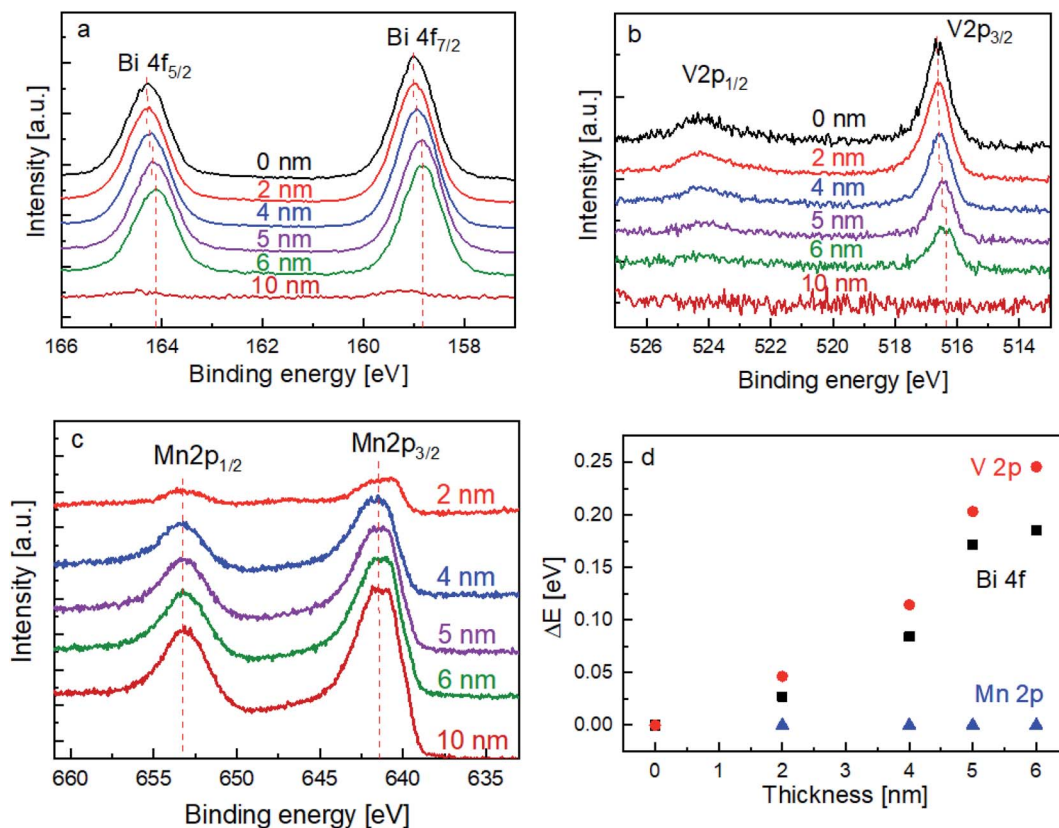 a
Bi 4f5/2
Bi 4f7/2
0 nm
2 nm
4 nm
5 nm
6 nm
10 nm
Intensity [a.u.]
166 164 162 160 158
Binding energy [eV]
b
V2p3/2
V2p1/2
0 nm
2 nm
4 nm
5 nm
6 nm
10 nm
Intensity [a.u.]
526 524 522 520 518 516 514
Binding energy [eV]
c
Mn2p1/2
Mn2p3/2
2 nm
4 nm
5 nm
6 nm
10 nm
Intensity [a.u.]
660 655 650 645 640 635
Binding energy [eV]
d
V 2p
Bi 4f
Mn 2p
0.25
0.20
0.15
0.10
0.05
0.00
ΔE [eV]
0 1 2 3 4 5 6
Thickness [nm]